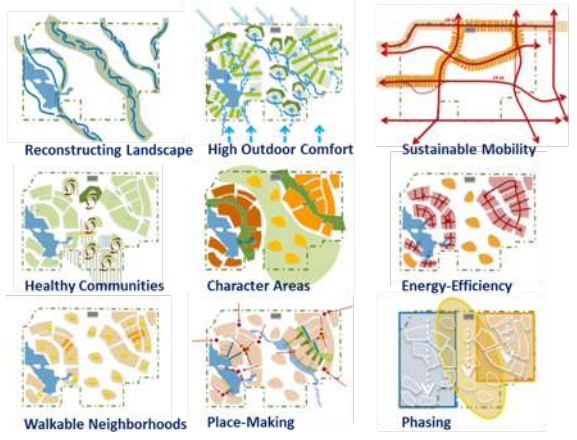 Reconstructing Landscape
High Outdoor Comfort
Sustainable Mobility
Healthy Communities
Character Areas
Energy-Efficiency
Walkable Neighborhoods
Place-Making
Phasing